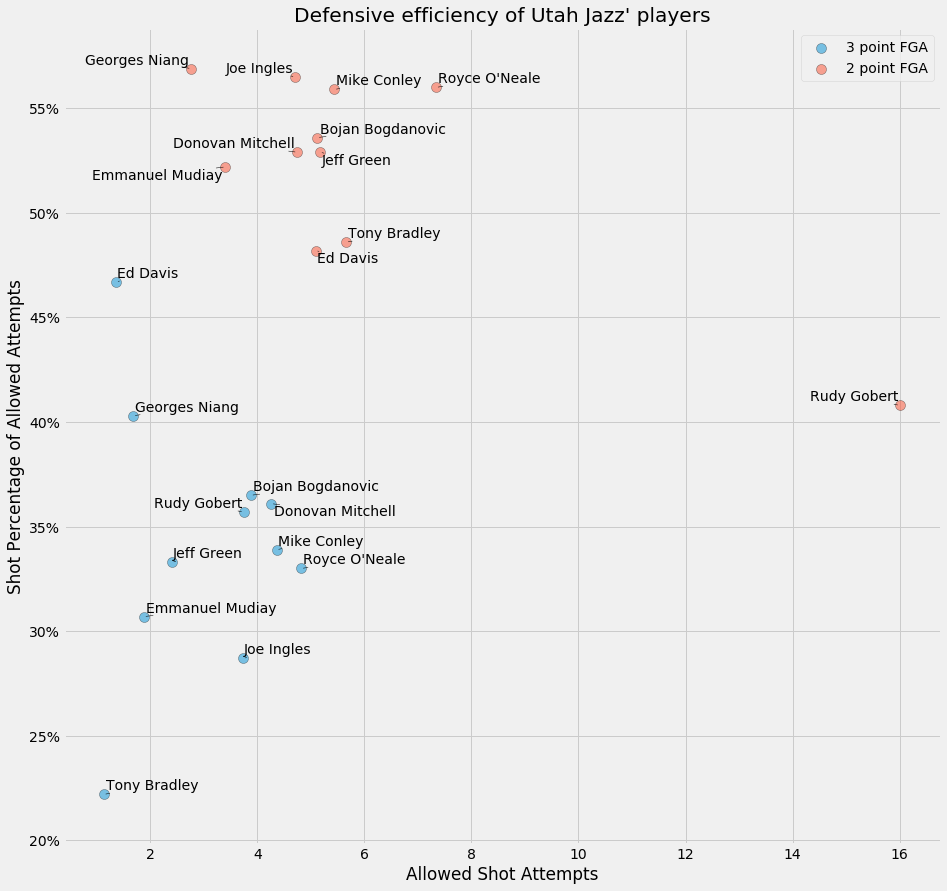 Defensive efficiency of Utah Jazz' players
3 point FGA
2 point FGA
Georges Niang
Joe Ingles
Mike Conley
Royce O'Neale
Bojan Bogdanovic
Donovan Mitchell
Jeff Green
Emmanuel Mudiay
Tony Bradley
Ed Davis
Ed Davis
Georges Niang
Rudy Gobert
Bojan Bogdanovic
Rudy Gobert
Donovan Mitchell
Mike Conley
Jeff Green
Royce O'Neale
Emmanuel Mudiay
Joe Ingles
Tony Bradley
55%
50%
45%
40%
35%
30%
25%
20%
Shot Percentage of Allowed Attempts
2 4 6 8 10 12 14 16
Allowed Shot Attempts